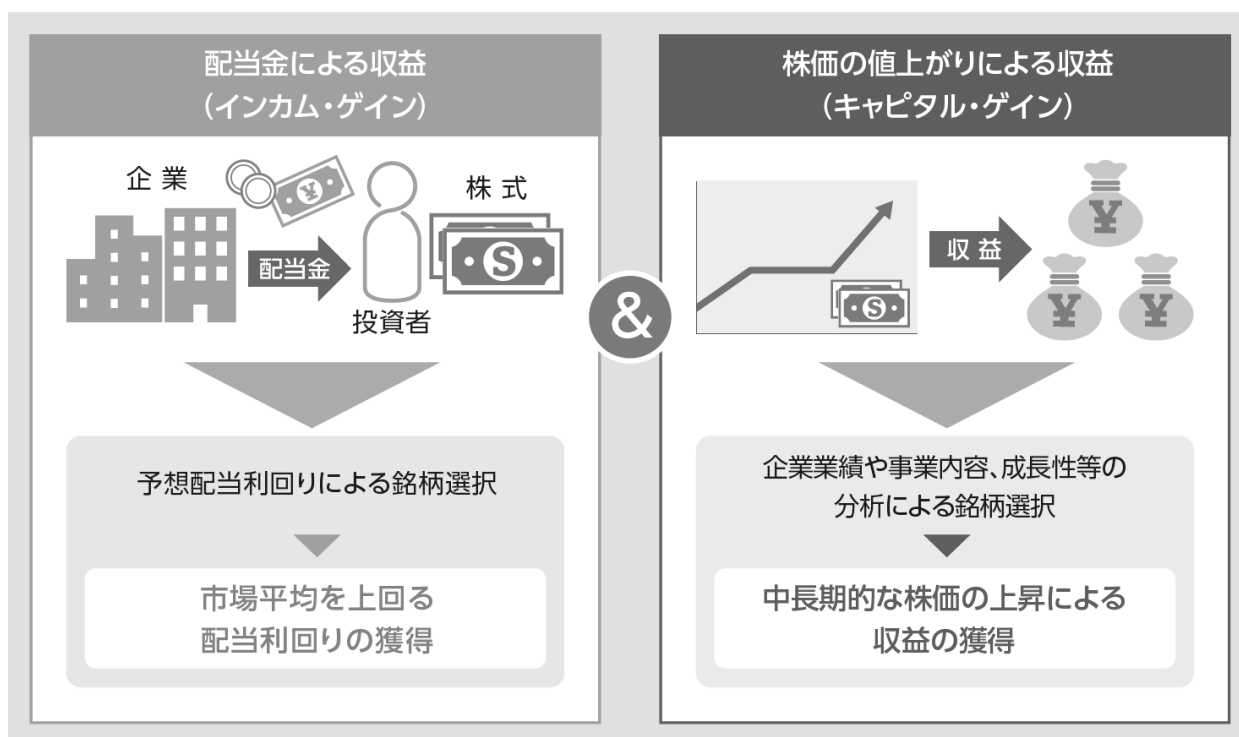 配当金による収益
(インカム・ゲイン)
企業
配当金
投資者
株式
S
¥
予想配当利回りによる銘柄選択
市場平均を上回る
配当利回りの獲得
&
株価の値上がりによる収益
(キャピタル・ゲイン)
S
収益
¥
¥
¥
企業業績や事業内容、成長性等の
分析による銘柄選択
中長期的な株価の上昇による
収益の獲得